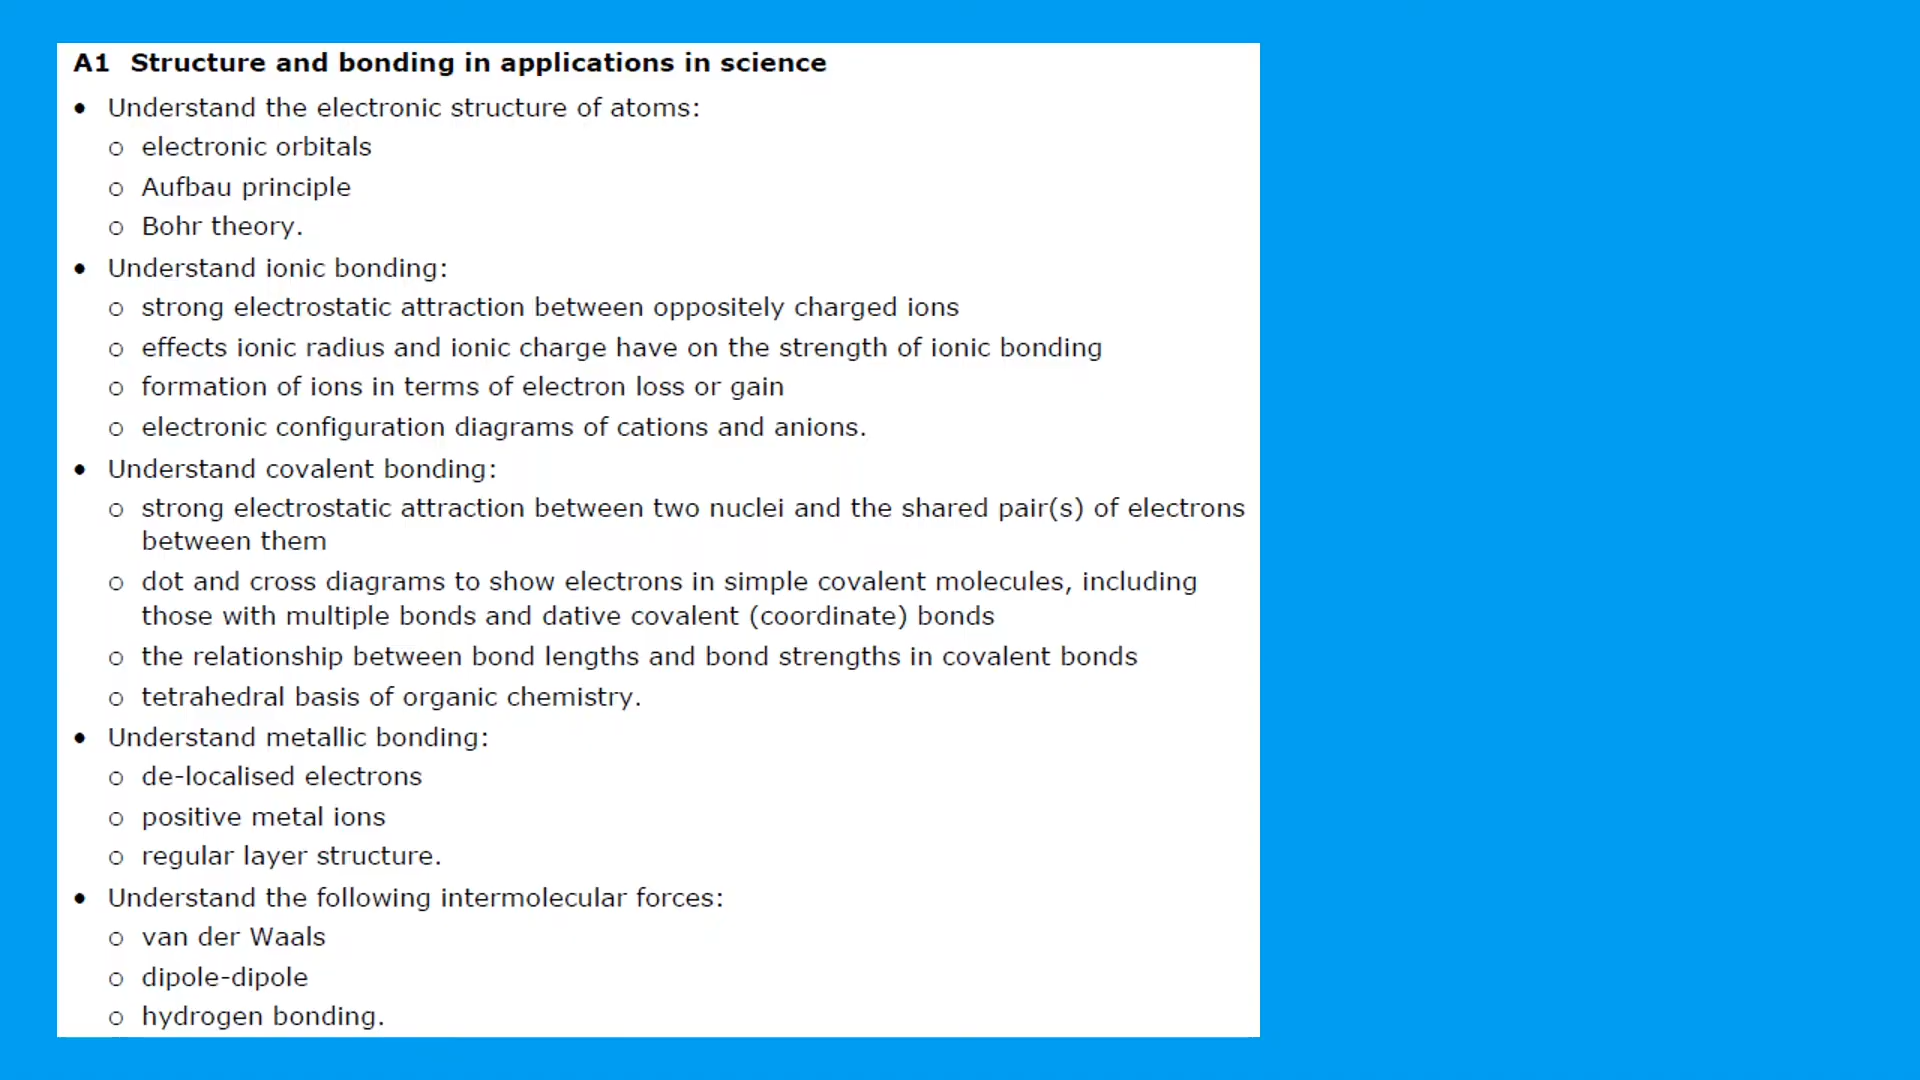 A1 Structure and bonding in applications in science
• Understand the electronic structure of atoms:
o electronic orbitals
o Aufbau principle
o Bohr theory.
• Understand ionic bonding:
o strong electrostatic attraction between oppositely charged ions
o effects ionic radius and ionic charge have on the strength of ionic bonding
o formation of ions in terms of electron loss or gain
o electronic configuration diagrams of cations and anions.
• Understand covalent bonding:
o strong electrostatic attraction between two nuclei and the shared pair(s) of electrons
between them
o dot and cross diagrams to show electrons in simple covalent molecules, including
those with multiple bonds and dative covalent (coordinate) bonds
o the relationship between bond lengths and bond strengths in covalent bonds
o tetrahedral basis of organic chemistry.
• Understand metallic bonding:
o de-localised electrons
o positive metal ions
o regular layer structure.
• Understand the following intermolecular forces:
o van der Waals
o dipole-dipole
o hydrogen bonding.